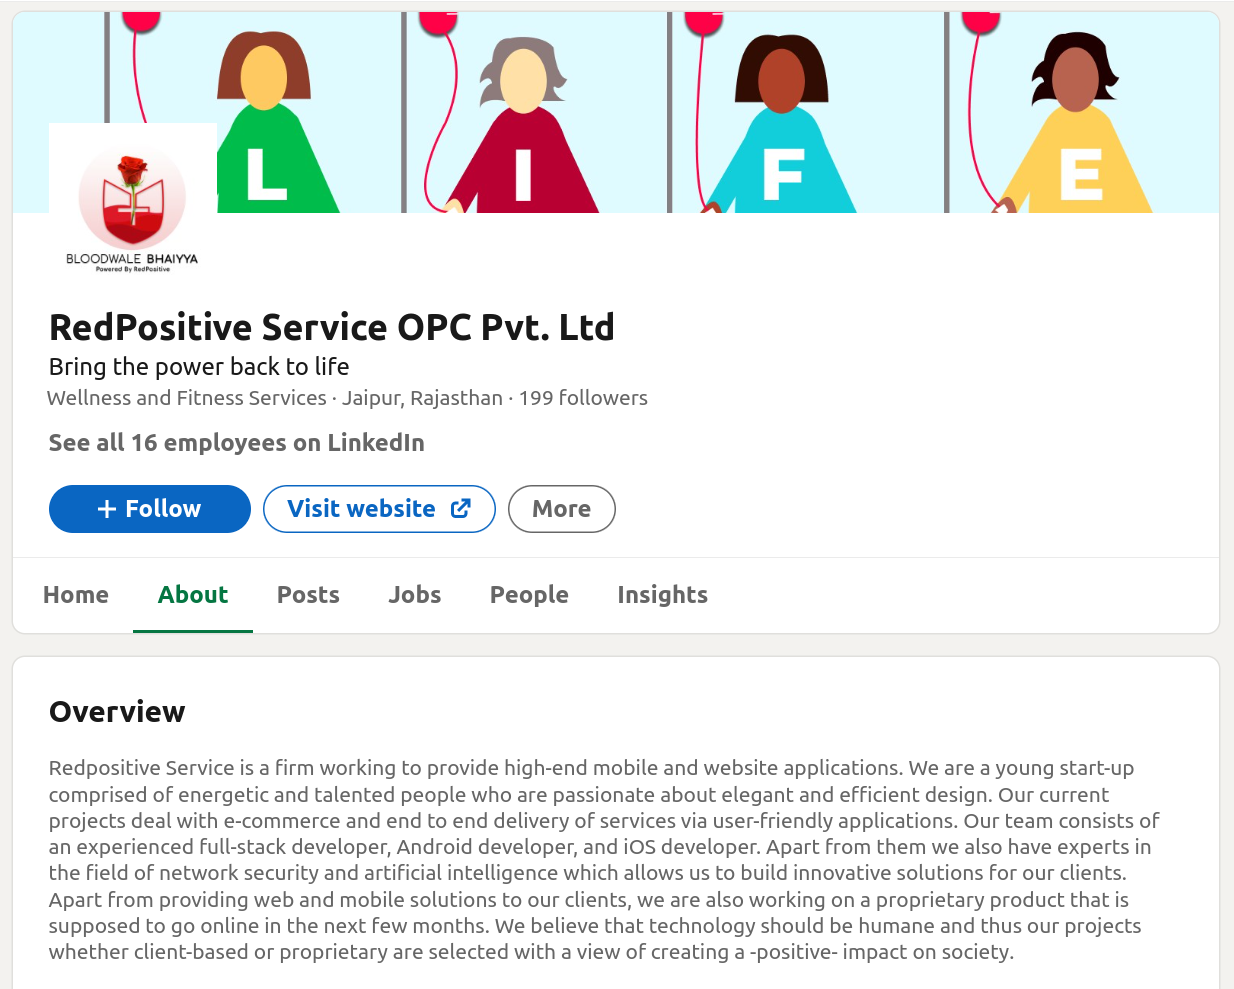 L I F E
BLOODWALE BHAIYYA
Powered By RedPositive
RedPositive Service OPC Pvt. Ltd
Bring the power back to life
Wellness and Fitness Services · Jaipur, Rajasthan · 199 followers
See all 16 employees on LinkedIn
+ Follow Visit website More
Home About Posts Jobs People Insights
Overview
Redpositive Service is a firm working to provide high-end mobile and website applications. We are a young start-up
comprised of energetic and talented people who are passionate about elegant and efficient design. Our current
projects deal with e-commerce and end to end delivery of services via user-friendly applications. Our team consists of
an experienced full-stack developer, Android developer, and iOS developer. Apart from them we also have experts in
the field of network security and artificial intelligence which allows us to build innovative solutions for our clients.
Apart from providing web and mobile solutions to our clients, we are also working on a proprietary product that is
supposed to go online in the next few months. We believe that technology should be humane and thus our projects
whether client-based or proprietary are selected with a view of creating a -positive- impact on society.